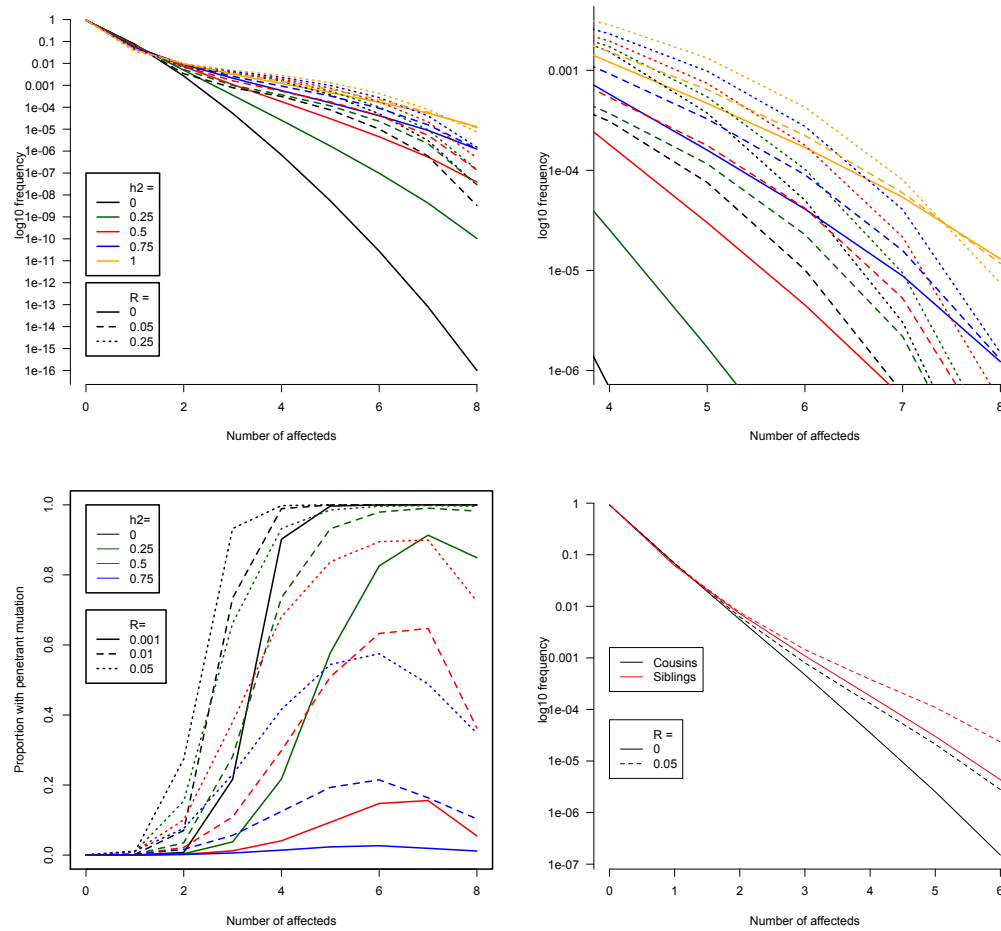 log10 frequency
1
0.1
0.01
0.001
1e-04
1e-05
1e-06
1e-07
1e-08
1e-09
1e-10
1e-11
1e-12
1e-13
1e-14
1e-15
1e-16
h2 =
0
0.25
0.5
0.75
1
R =
0
0.05
0.25
0 2 4 6 8
Number of affecteds
log10 frequency
0.001
1e-04
1e-05
1e-06
4 5 6 7 8
Number of affecteds
Proportion with penetrant mutation
1.0
0.8
0.6
0.4
0.2
0.0
h2=
0
0.25
0.5
0.75
R=
0.001
0.01
0.05
0 2 4 6 8
Number of affecteds
log10 frequency
1
0.1
0.01
0.001
1e-04
1e-05
1e-06
1e-07
Cousins
Siblings
R =
0
0.05
0 1 2 3 4 5 6
Number of affecteds